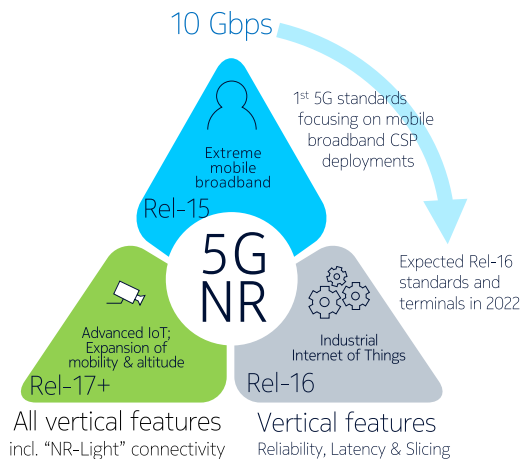 10 Gbps
1st 5G standards
focusing on mobile
broadband CSP
deployments
Extreme
mobile
broadband
Rel-15
5G
NR
Expected Rel-16
standards and
terminals in 2022
Advanced IoT;
Expansion of
mobility & altitude
Rel-17+
Industrial
Internet of Things
Rel-16
All vertical features
incl. “NR-Light” connectivity
Vertical features
Reliability, Latency & Slicing